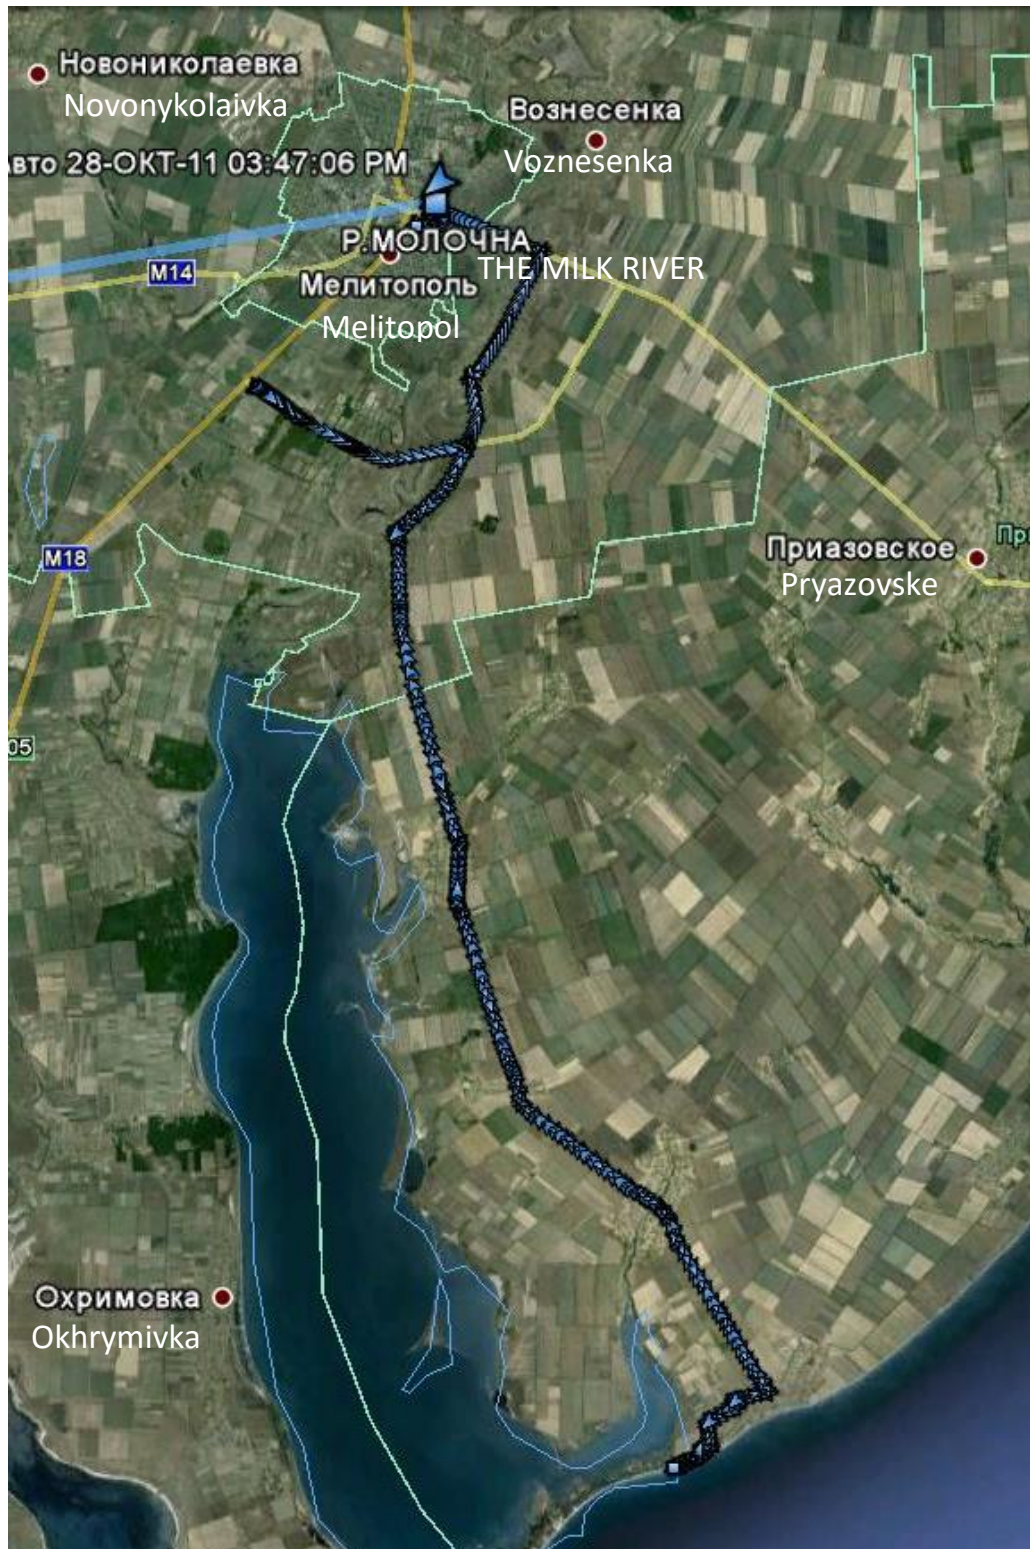 Новониколаевка
Novonykolaivka
Вознесенка
Voznesenka
Авто 28-ОКТ-11 03:47:06 PM
Р.МОЛОЧНА
THE MILK RIVER
M14
Мелитополь
Melitopol
M18
Приазовское
Pryazovske
Пр
05
Охримовка
Okhrymivka